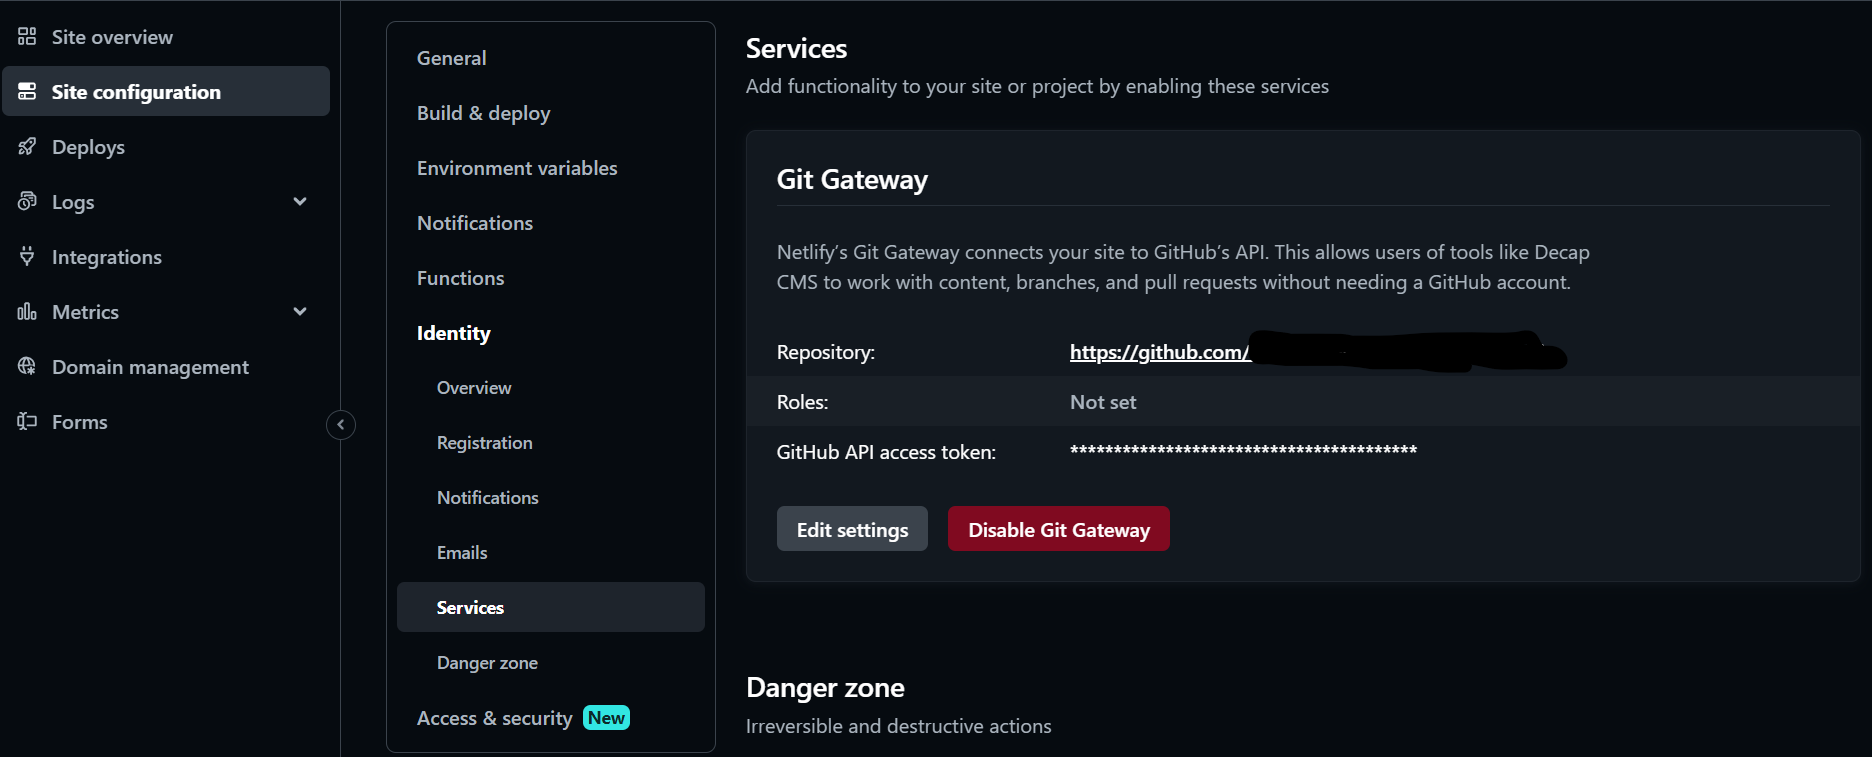 Site overview
Site configuration
Deploys
Logs
Integrations
Metrics
Domain management
Forms
General
Build & deploy
Environment variables
Notifications
Functions
Identity
Overview
Registration
Notifications
Emails
Services
Danger zone
Access & security New
Services
Add functionality to your site or project by enabling these services
Git Gateway
Netlify’s Git Gateway connects your site to GitHub’s API. This allows users of tools like Decap
CMS to work with content, branches, and pull requests without needing a GitHub account.
Repository: https://github.com/
Roles: Not set
GitHub API access token: ****************************************
Edit settings Disable Git Gateway
Danger zone
Irreversible and destructive actions